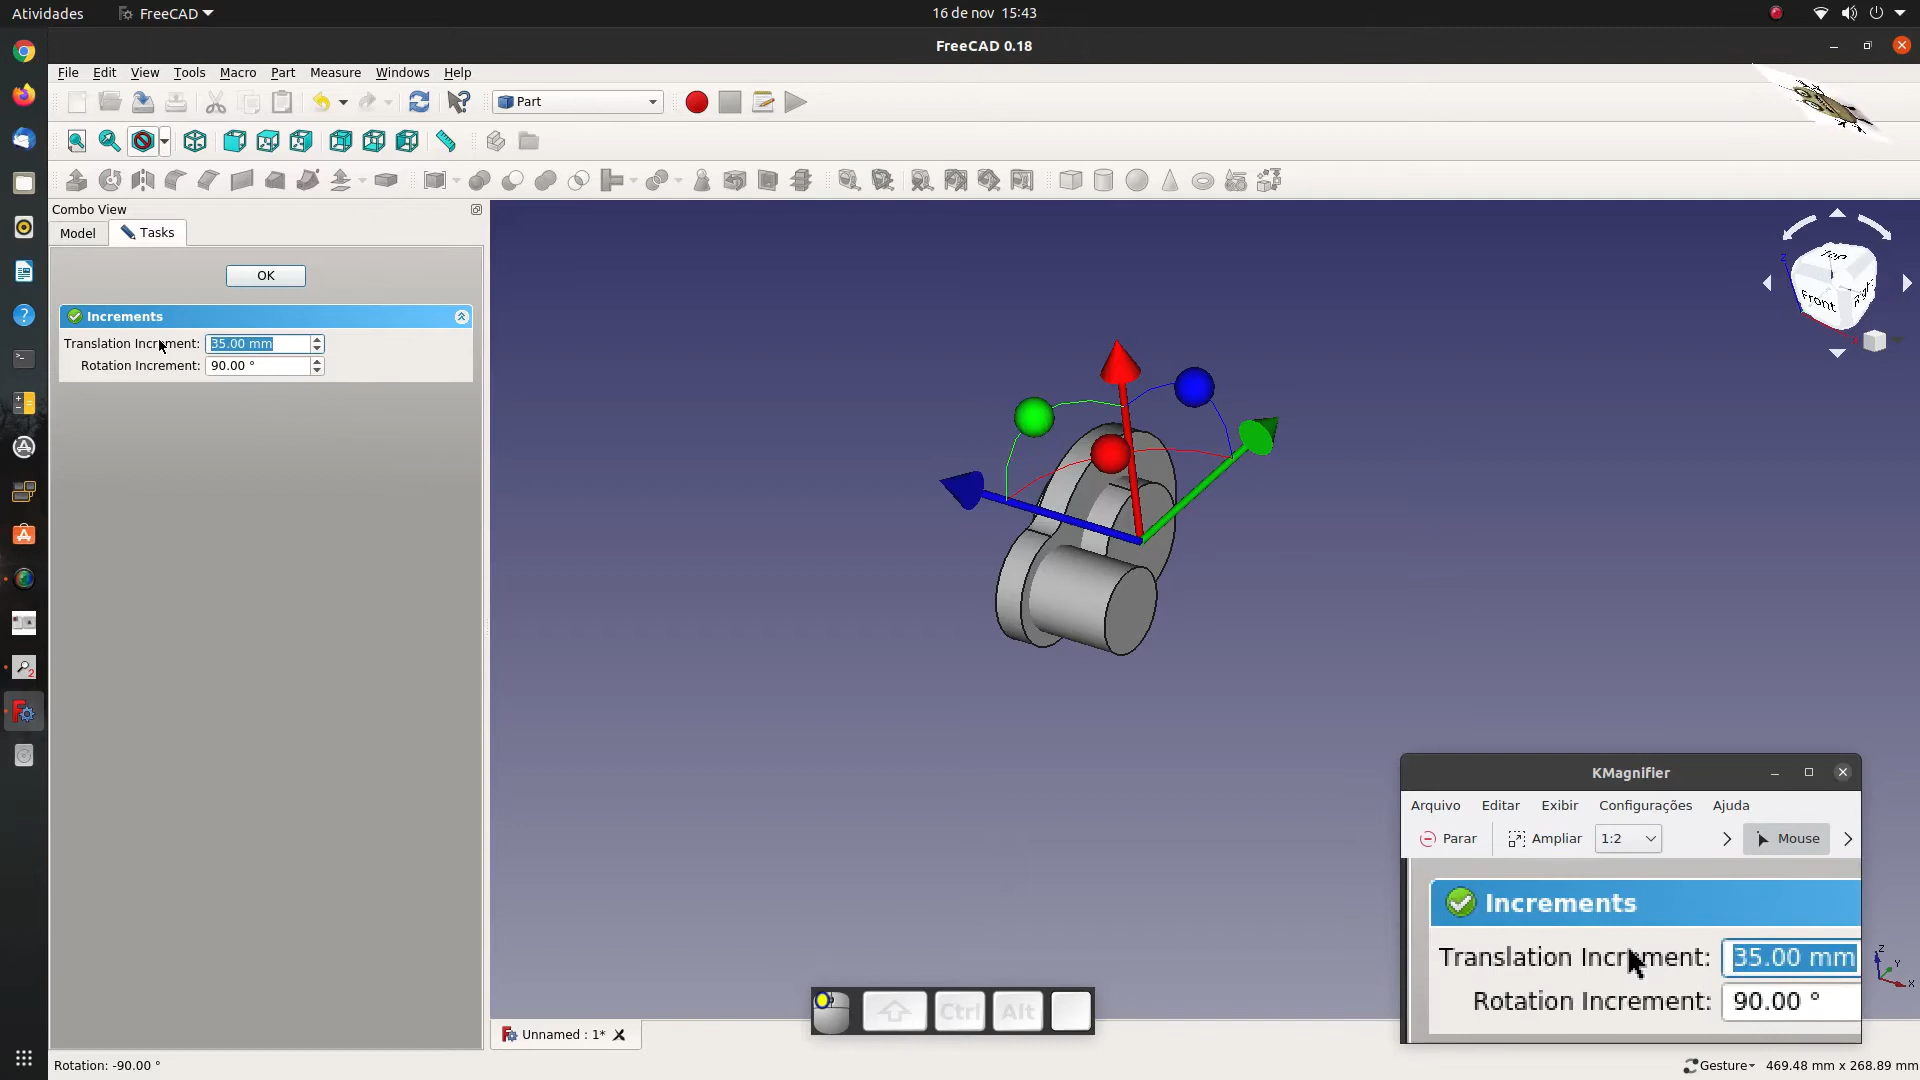 Atividades
FreeCAD
16 de nov 15:43
FreeCAD 0.18
File Edit View Tools Macro Part Measure Windows Help
Part
Combo View
Model Tasks
OK
Increments
Translation Increment: 35.00 mm
Rotation Increment: 90.00 °
Top
Front
Right
Z
X
KMagnifier
Arquivo Editar Exibir Configurações Ajuda
Parar Ampliar 1:2 Mouse
Increments
Translation Increment: 35.00 mm
Rotation Increment: 90.00 °
Z
Y
X
Ctrl Alt
Unnamed : 1*
Rotation: -90.00 °
Gesture
469.48 mm x 268.89 mm